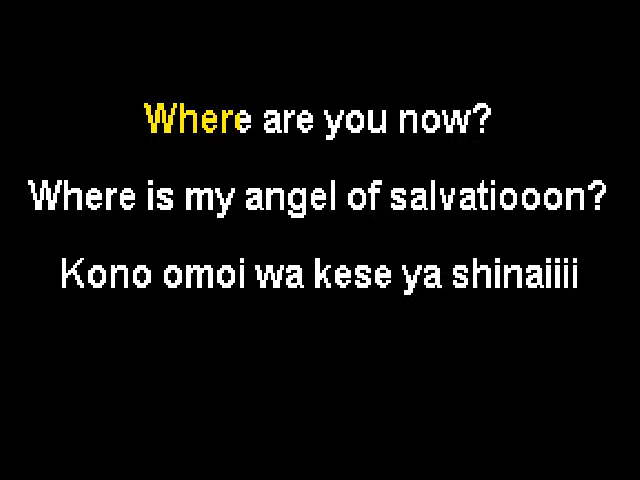 Where are you now?
Where is my angel of salvatiooon?
Kono omoi wa kese ya shinaiiii